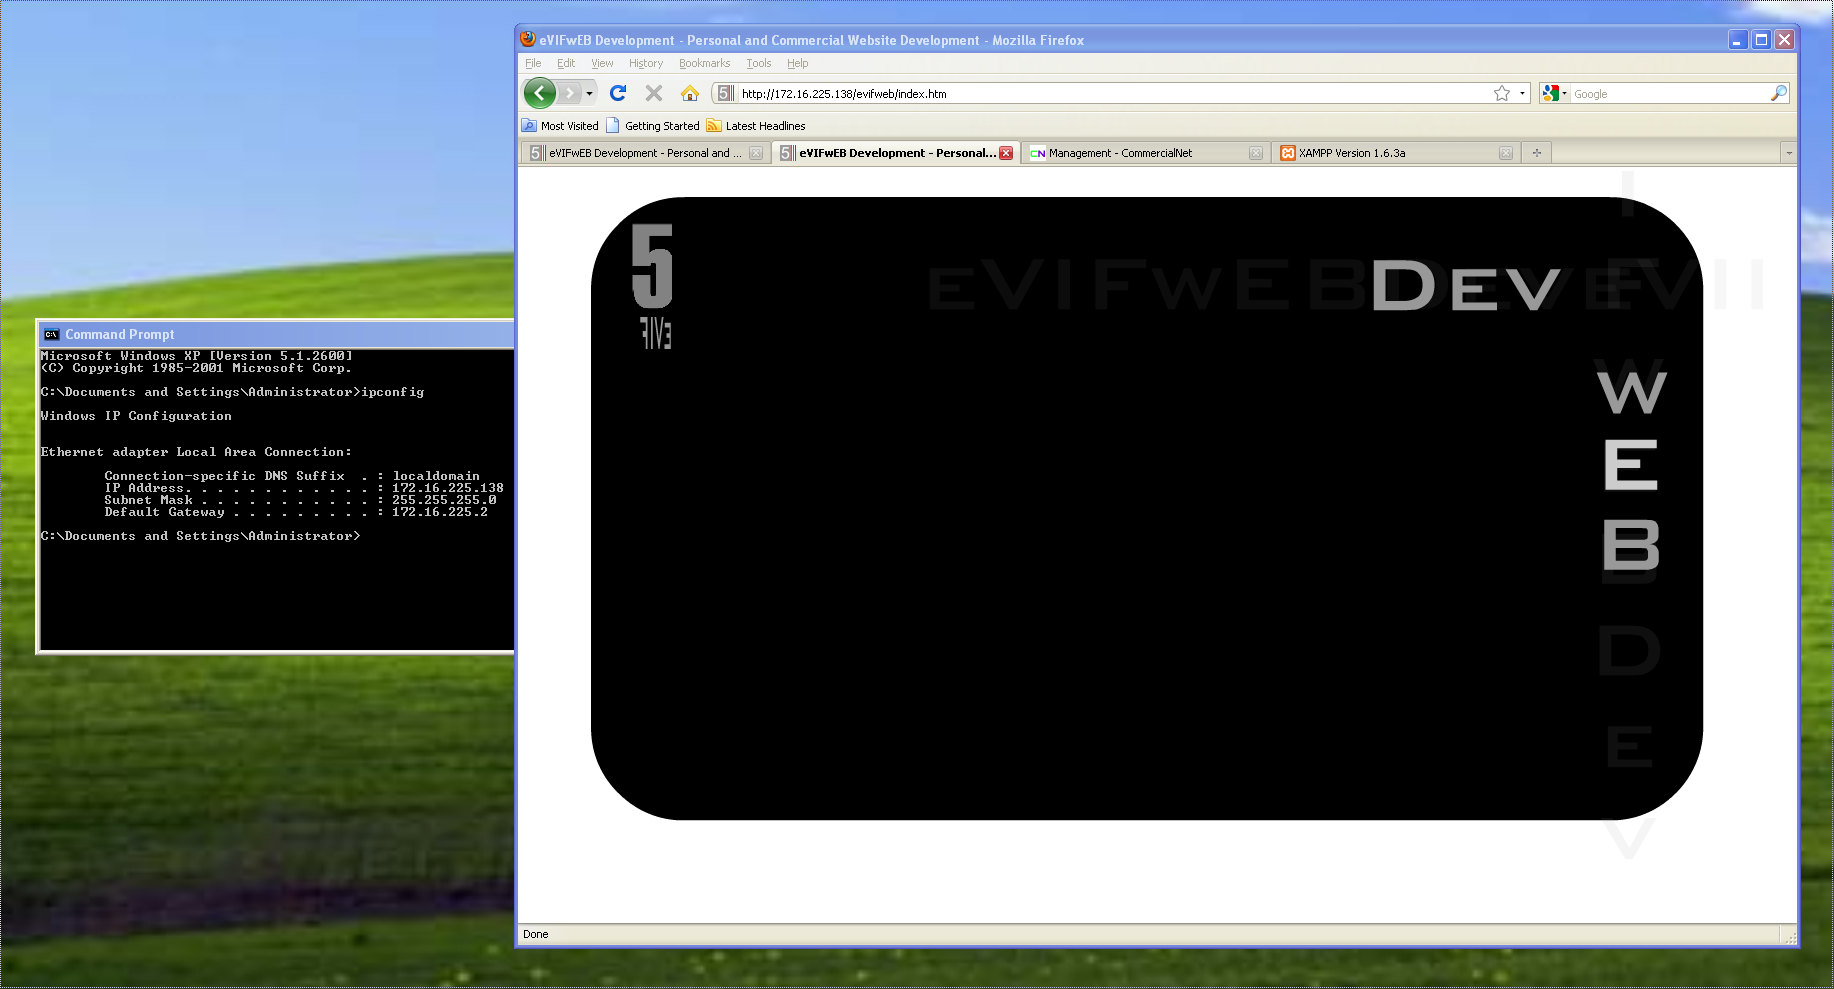 Command Prompt
Microsoft Windows XP [Version 5.1.2600]
(C) Copyright 1985-2001 Microsoft Corp.
C:\Documents and Settings\Administrator>ipconfig
Windows IP Configuration
Ethernet adapter Local Area Connection:
Connection-specific DNS Suffix . : localdomain
IP Address. . . . . . . . . . . . : 172.16.225.138
Subnet Mask . . . . . . . . . . . : 255.255.255.0
Default Gateway . . . . . . . . . : 172.16.225.2
C:\Documents and Settings\Administrator>
eVIFwEB Development - Personal and Commercial Website Development - Mozilla Firefox
File Edit View History Bookmarks Tools Help
http://172.16.225.138/evifweb/index.htm
Google
Most Visited Getting Started Latest Headlines
eVIFwEB Development - Personal and ...
eVIFwEB Development - Personal...
CN Management - CommercialNet
XAMPP Version 1.6.3a
5
eVIF
eVIFwEB
Dev
w
E
B
D
E
V
Done